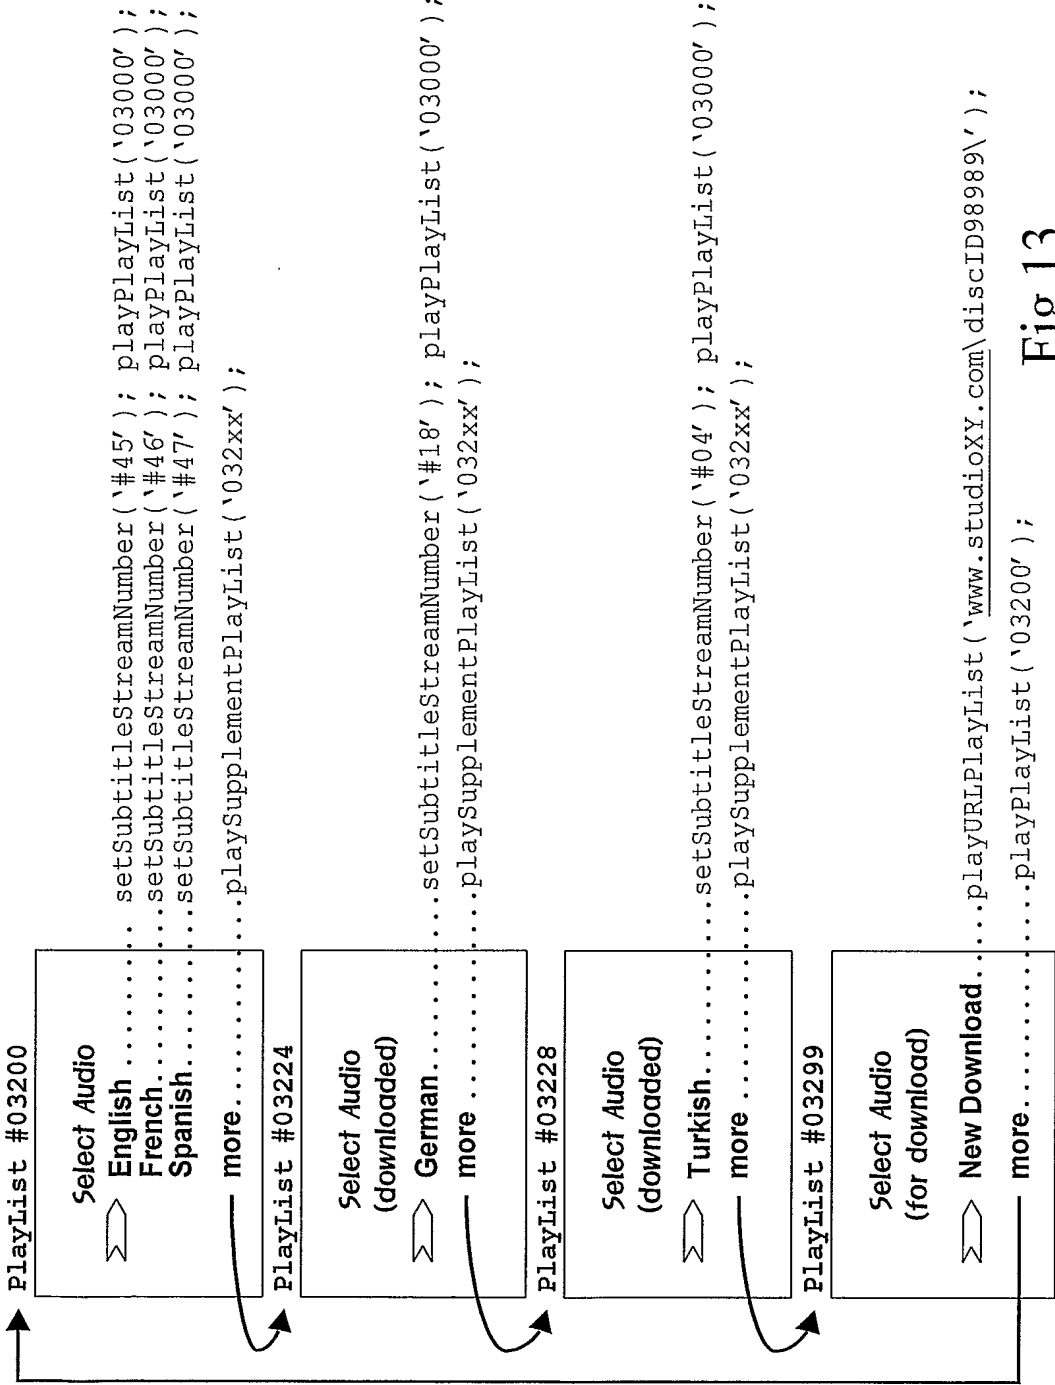 PlayList #03200
Select Audio
English ......... setSubtitleStreamNumber(‘#45’); playPlayList(‘03000’);
French............setSubtitleStreamNumber(‘#46’); playPlayList(‘03000’);
Spanish...........setSubtitleStreamNumber(‘#47’); playPlayList(‘03000’);
more..............playSupplementPlayList(‘032xx’);
PlayList #03224
Select Audio
(downloaded)
German............setSubtitleStreamNumber(‘#18’); playPlayList(‘03000’);
more ..............playSupplementPlayList(‘032xx’);
PlayList #03228
Select Audio
(downloaded)
Turkish............setSubtitleStreamNumber(‘#04’); playPlayList(‘03000’);
more ..............playSupplementPlayList(‘032xx’);
PlayList #03299
Select Audio
(for download)
New Download.....playURLPlayList(‘www.studioXY.com\discID98989\’);
more..............playPlayList(‘03200’);
Fig 13